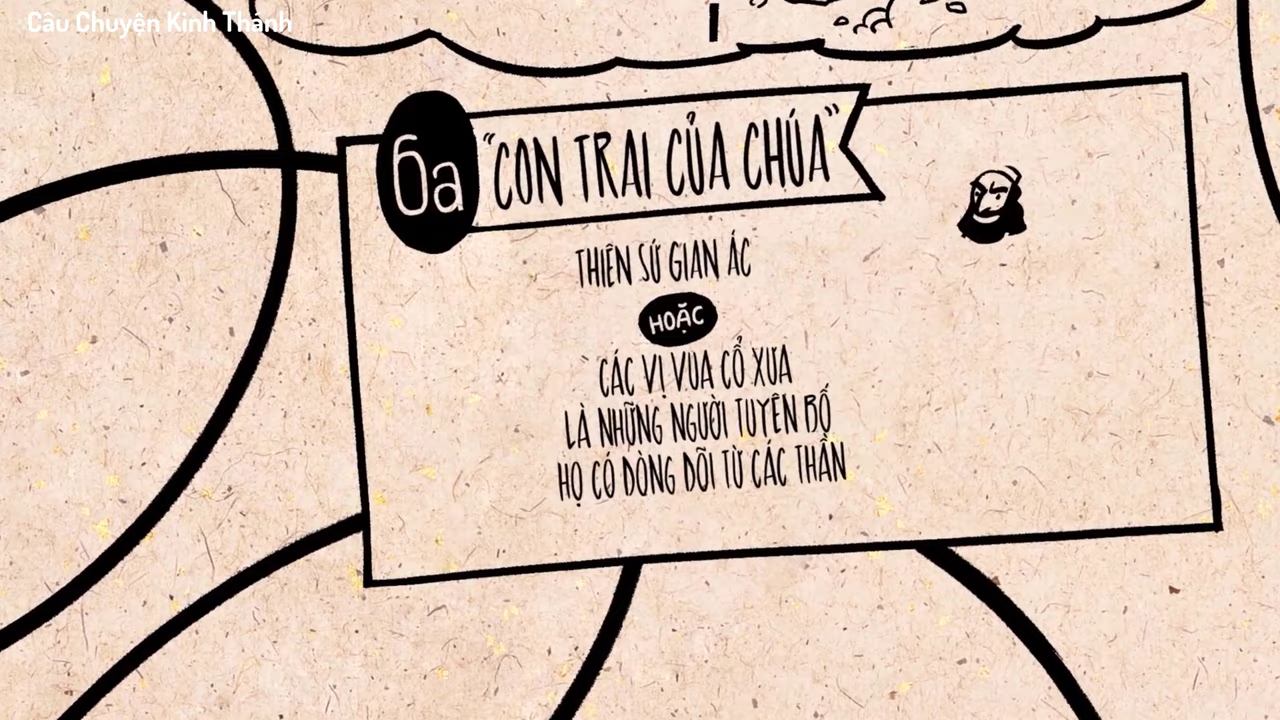 Câu Chuyện Kinh Thánh
6a "CON TRAI CỦA CHÚA"
THIÊN SỨ GIAN ÁC
HOẶC
CÁC VỊ VUA CỔ XƯA
LÀ NHỮNG NGƯỜI TUYÊN BỐ
HỌ CÓ DÒNG DÕI TỪ CÁC THẦN